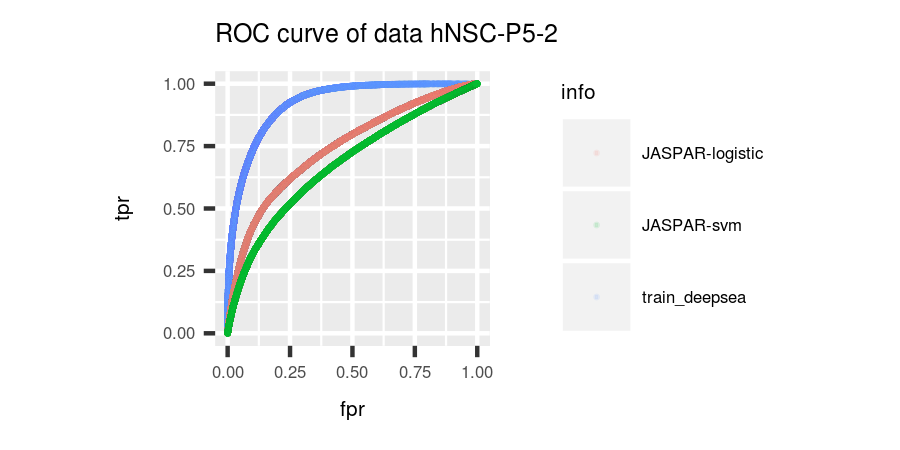 ROC curve of data hNSC-P5-2
1.00
0.75
0.50
0.25
0.00
tpr
0.00 0.25 0.50 0.75 1.00
fpr
info
JASPAR-logistic
JASPAR-svm
train_deepsea